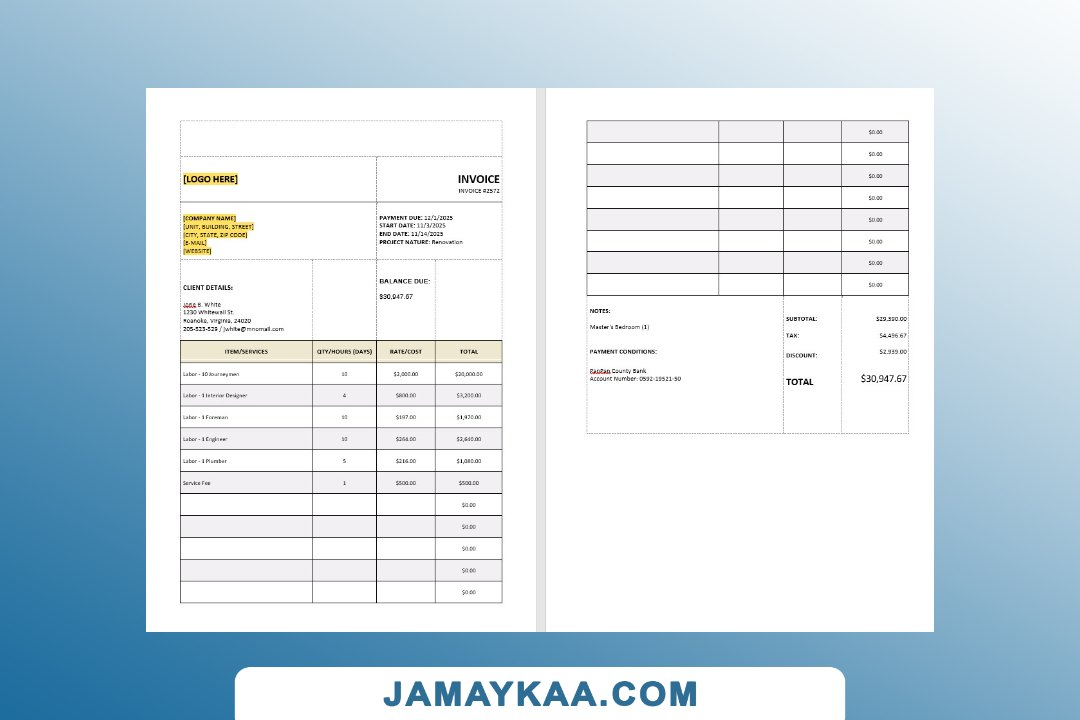 [LOGO HERE]
INVOICE
INVOICE #2572
[COMPANY NAME]
[UNIT, BUILDING, STREET]
[CITY, STATE, ZIP CODE]
[E-MAIL]
[WEBSITE]
PAYMENT DUE: 12/1/2025
START DATE: 11/3/2025
END DATE: 11/14/2025
PROJECT NATURE: Renovation
CLIENT DETAILS:
B. White
1230 Whitewall St.
Roanoke, Virginia, 24020
205-523-529 / jwhite@mnomail.com
BALANCE DUE:
$30,947.67
ITEM/SERVICES QTY/HOURS (DAYS) RATE/COST TOTAL
Labor - 10 Journeymen 10 $2,000.00 $20,000.00
Labor - 1 Interior Designer 4 $800.00 $3,200.00
Labor - 1 Foreman 10 $197.00 $1,970.00
Labor - 1 Engineer 10 $264.00 $2,640.00
Labor - 1 Plumber 5 $216.00 $1,080.00
Service Fee 1 $500.00 $500.00
$0.00
$0.00
$0.00
$0.00
$0.00
$0.00
$0.00
$0.00
$0.00
$0.00
$0.00
$0.00
$0.00
NOTES:
Master's Bedroom (1)
PAYMENT CONDITIONS:
PanPan County Bank
Account Number: 0592-19521-50
SUBTOTAL: $29,390.00
TAX: $4,496.67
DISCOUNT: $2,939.00
TOTAL $30,947.67
JAMAYKAA.COM